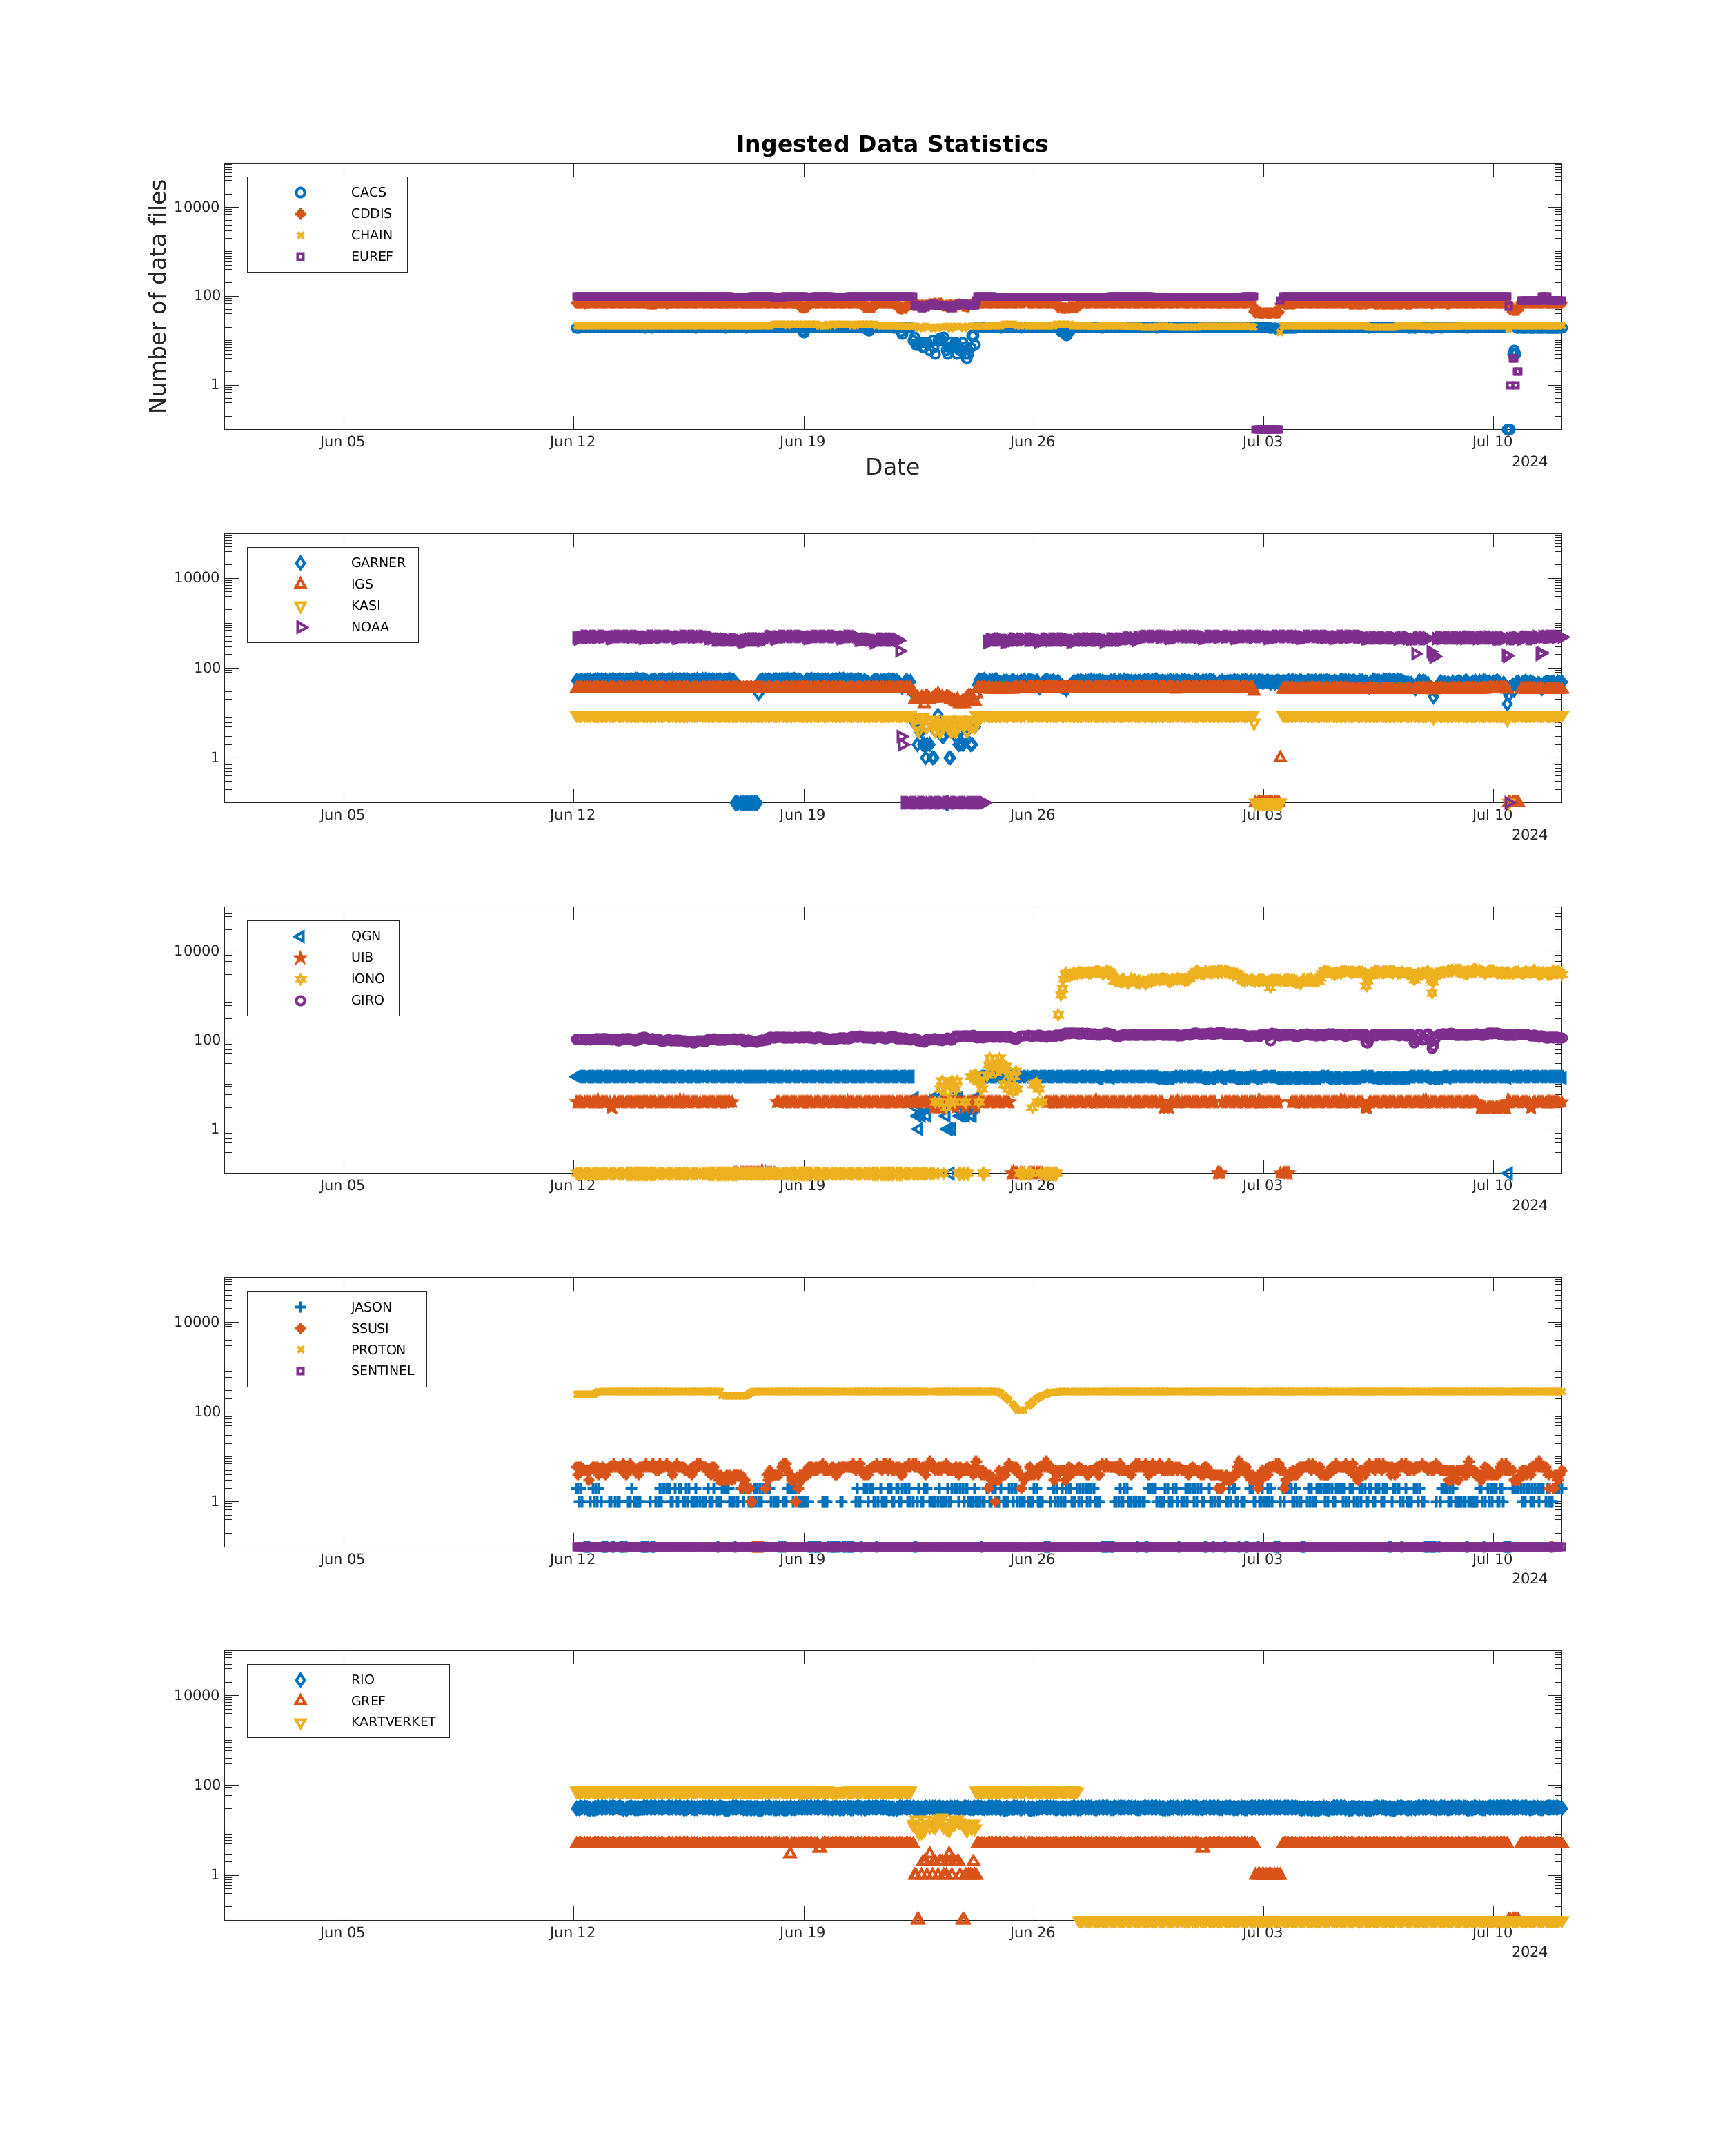 Ingested Data Statistics
Number of data files
CACS
CDDIS
CHAIN
EUREF
10000
100
1
Jun 05 Jun 12 Jun 19 Jun 26 Jul 03 Jul 10
2024
Date
GARNER
IGS
KASI
NOAA
10000
100
1
Jun 05 Jun 12 Jun 19 Jun 26 Jul 03 Jul 10
2024
QGN
UIB
IONO
GIRO
10000
100
1
Jun 05 Jun 12 Jun 19 Jun 26 Jul 03 Jul 10
2024
JASON
SSUSI
PROTON
SENTINEL
10000
100
1
Jun 05 Jun 12 Jun 19 Jun 26 Jul 03 Jul 10
2024
RIO
GREF
KARTVERKET
10000
100
1
Jun 05 Jun 12 Jun 19 Jun 26 Jul 03 Jul 10
2024